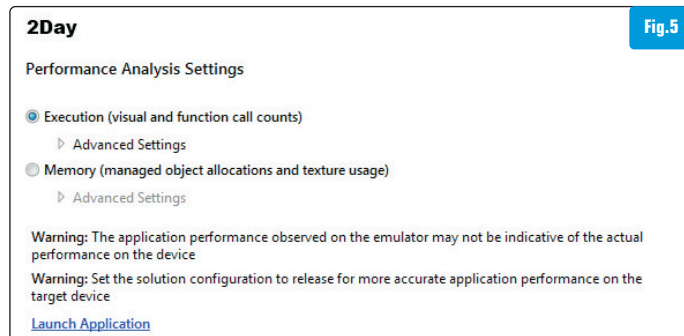 2Day
Fig.5
Performance Analysis Settings
Execution (visual and function call counts)
Advanced Settings
Memory (managed object allocations and texture usage)
Advanced Settings
Warning: The application performance observed on the emulator may not be indicative of the actual
performance on the device
Warning: Set the solution configuration to release for more accurate application performance on the
target device
Launch Application